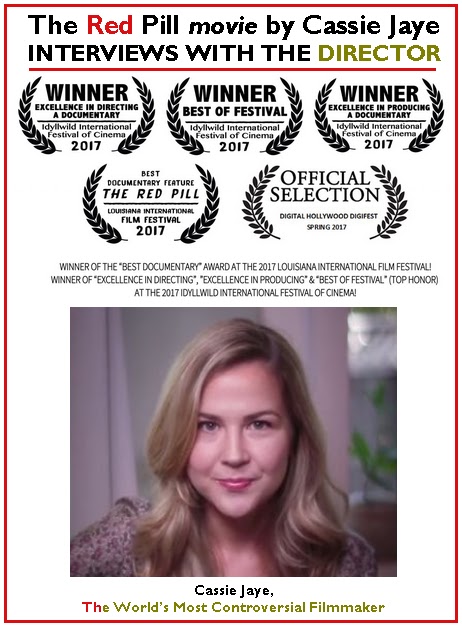 The Red Pill movie by Cassie Jaye
INTERVIEWS WITH THE DIRECTOR
WINNER
EXCELLENCE IN DIRECTING
A DOCUMENTARY
Idyllwild International
Festival of Cinema
2017
WINNER
BEST OF FESTIVAL
Idyllwild International
Festival of Cinema
2017
WINNER
EXCELLENCE IN PRODUCING
A DOCUMENTARY
Idyllwild International
Festival of Cinema
2017
BEST
DOCUMENTARY FEATURE
THE RED PILL
LOUISIANA INTERNATIONAL
FILM FESTIVAL
2017
OFFICIAL
SELECTION
DIGITAL HOLLYWOOD DIGIFEST
SPRING 2017
WINNER OF THE “BEST DOCUMENTARY” AWARD AT THE 2017 LOUISIANA INTERNATIONAL FILM FESTIVAL!
WINNER OF “EXCELLENCE IN DIRECTING”, “EXCELLENCE IN PRODUCING” & “BEST OF FESTIVAL” (TOP HONOR)
AT THE 2017 IDYLLWILD INTERNATIONAL FESTIVAL OF CINEMA!
Cassie Jaye,
The World’s Most Controversial Filmmaker